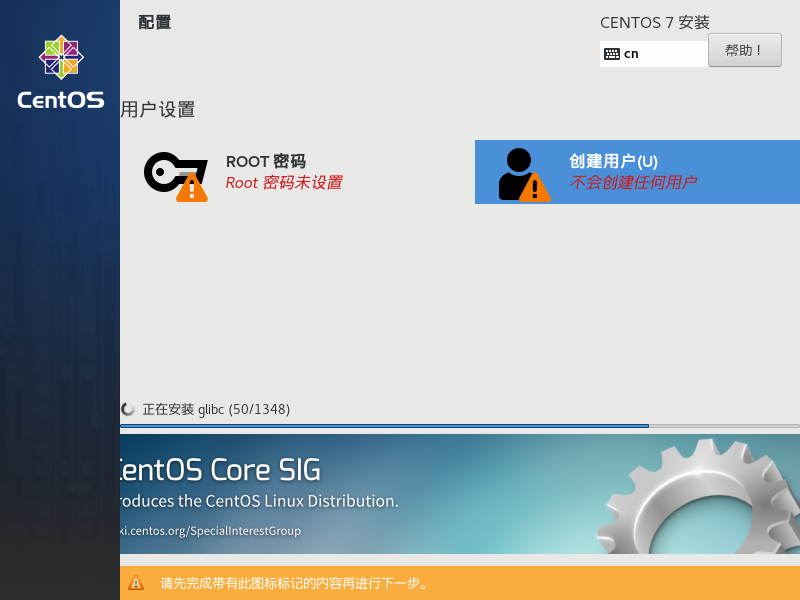 配置
CENTOS 7 安装
cn
帮助！
CentOS
用户设置
ROOT 密码
Root 密码未设置
创建用户(U)
不会创建任何用户
正在安装 glibc (50/1348)
entOS Core SIG
roduces the CentOS Linux Distribution.
ki.centos.org/SpecialInterestGroup
请先完成带有此图标标记的内容再进行下一步。